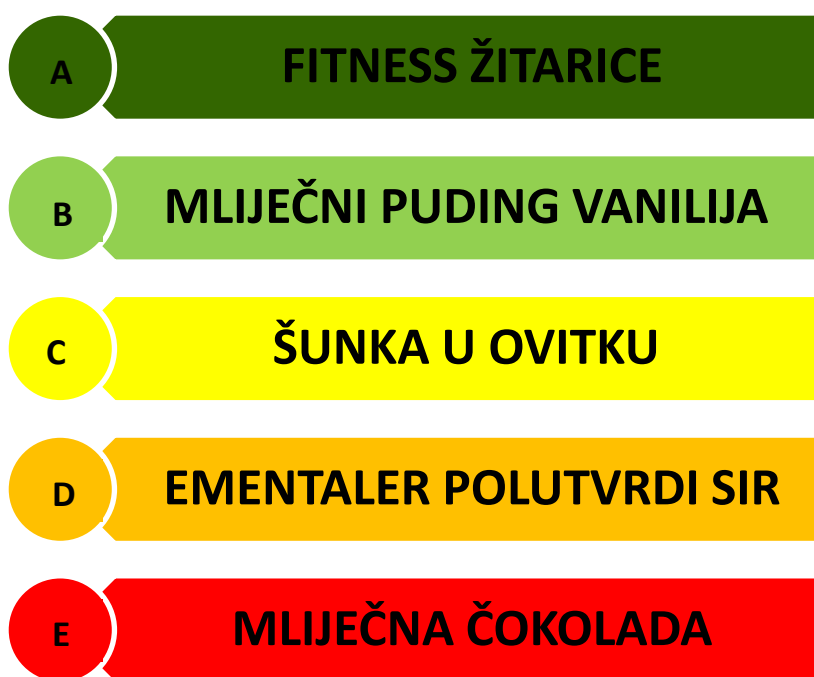 A FITNESS ŽITARICE
B MLIJEČNI PUDING VANILIJA
C ŠUNKA U OVITKU
D EMENTALER POLUTVRDI SIR
E MLIJEČNA ČOKOLADA